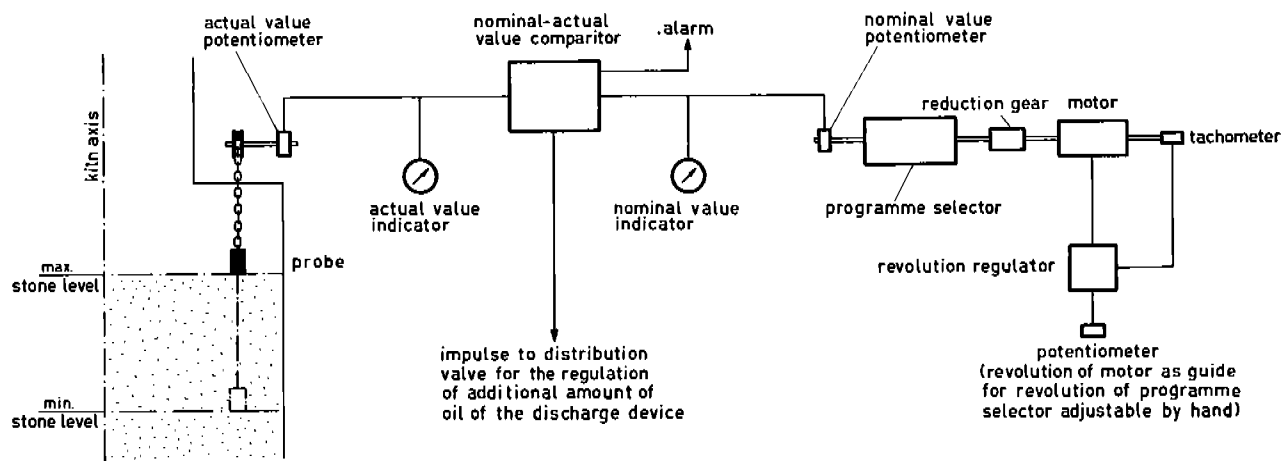 actual value
potentiometer
nominal-actual
value comparitor
.alarm
nominal value
potentiometer
reduction gear
motor
tachometer
kiln axis
actual value
indicator
nominal value
indicator
programme selector
probe
max.
stone level
revolution regulator
min.
stone level
impulse to distribution
valve for the regulation
of additional amount of
oil of the discharge device
potentiometer
(revolution of motor as guide
for revolution of programme
selector adjustable by hand)